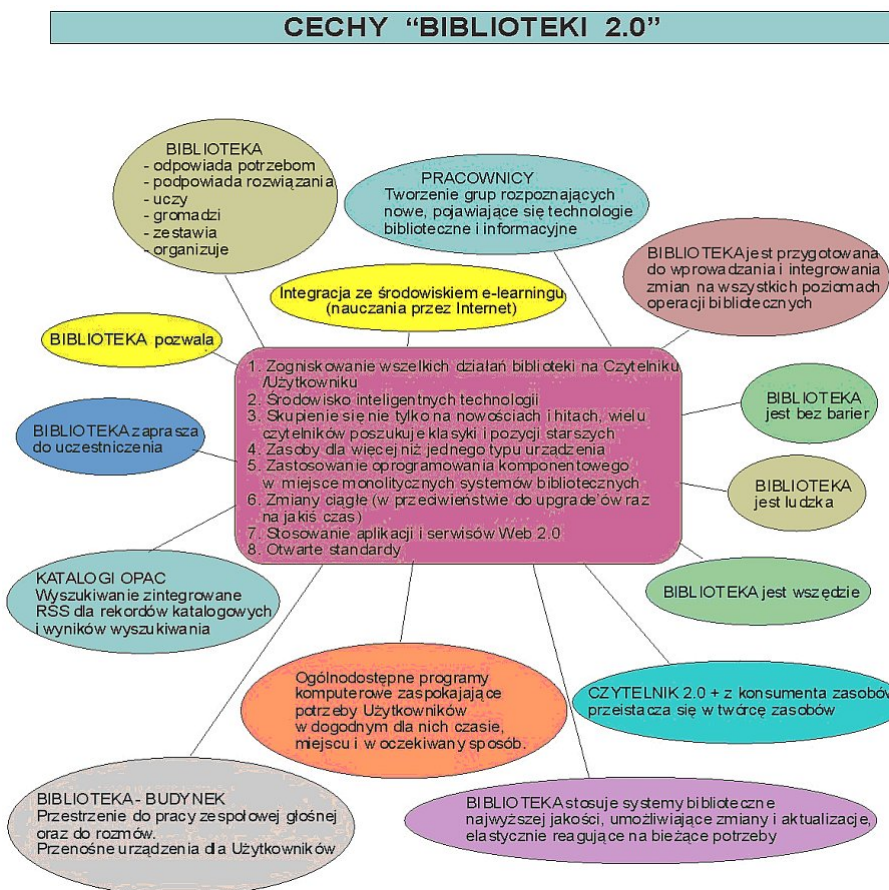 CECHY “BIBLIOTEKI 2.0”
BIBLIOTEKA
- odpowiada potrzebom
- podpowiada rozwiązania
- uczy
- gromadzi
- zestawia
- organizuje
PRACOWNICY
Tworzenie grup rozpoznających
nowe, pojawiające się technologie
biblioteczne i informacyjne
BIBLIOTEKA jest przygotowana
do wprowadzania i integrowania
zmian na wszystkich poziomach
operacji bibliotecznych
Integracja ze środowiskiem e-learningu
(nauczania przez Internet)
BIBLIOTEKA pozwala
1. Zogniskowanie wszelkich działań biblioteki na Czytelniku
/Użytkowniku
2. Środowisko inteligentnych technologii
3. Skupienie się nie tylko na nowościach i hitach, wielu
czytelników poszukuje klasyki i pozycji starszych
4. Zasoby dla więcej niż jednego typu urządzenia
5. Zastosowanie oprogramowania komponentowego
w miejsce monolitycznych systemów bibliotecznych
6. Zmiany ciągłe (w przeciwieństwie do upgrade'ów raz
na jakiś czas)
7. Stosowanie aplikacji i serwisów Web 2.0
8. Otwarte standardy
BIBLIOTEKA
jest bez barier
BIBLIOTEKA zaprasza
do uczestniczenia
BIBLIOTEKA
jest ludzka
KATALOGI OPAC
Wyszukiwanie zintegrowane
RSS dla rekordów katalogowych
i wyników wyszukiwania
BIBLIOTEKA jest wszędzie
Ogólnodostępne programy
komputerowe zaspokajające
potrzeby Użytkowników
w dogodnym dla nich czasie,
miejscu i w oczekiwany sposób.
CZYTELNIK 2.0 + z konsumenta zasobów
przeistacza się w twórcę zasobów
BIBLIOTEKA - BUDYNEK
Przestrzenie do pracy zespołowej głośnej
oraz do rozmów.
Przenośne urządzenia dla Użytkowników
BIBLIOTEKA stosuje systemy biblioteczne
najwyższej jakości, umożliwiające zmiany i aktualizacje,
elastycznie reagujące na bieżące potrzeby